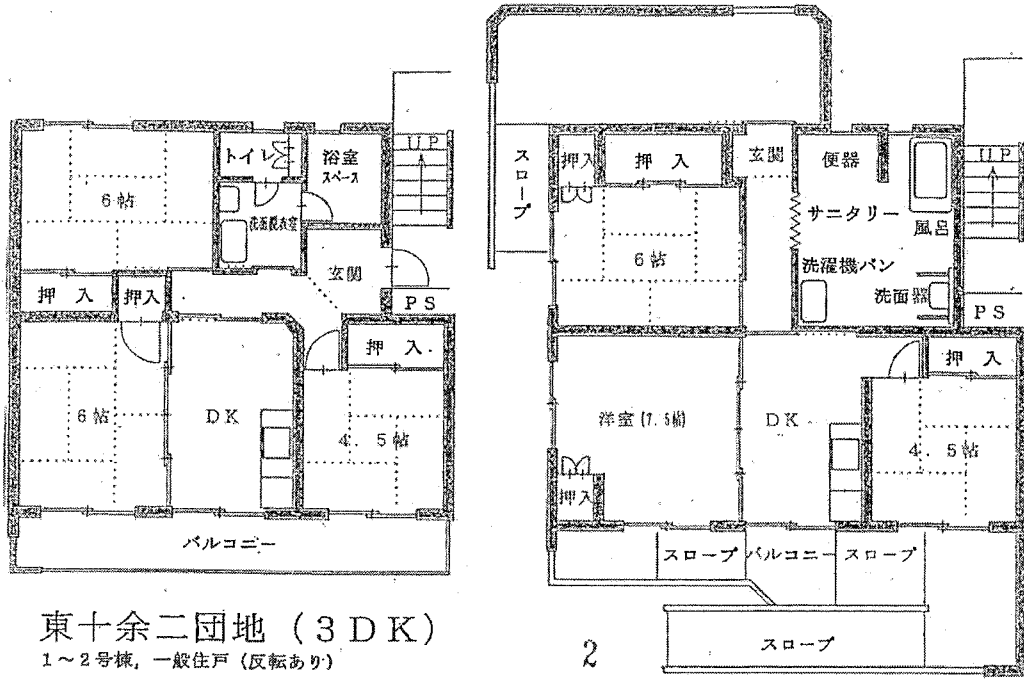 トイレ
浴室
スペース
UP
6帖
洗面脱衣室
玄関
押入
押入
PS
押入
6帖
DK
4.5帖
バルコニー
東十余二団地 (3DK)
1~2号棟, 一般住戸 (反転あり)
スロープ
押入
押入
玄関
便器
UP
サニタリー
風呂
6帖
洗濯機パン
洗面器
PS
押入
洋室 (7.5帖)
DK
4.5帖
押入
スロープ
バルコニー
スロープ
スロープ
2